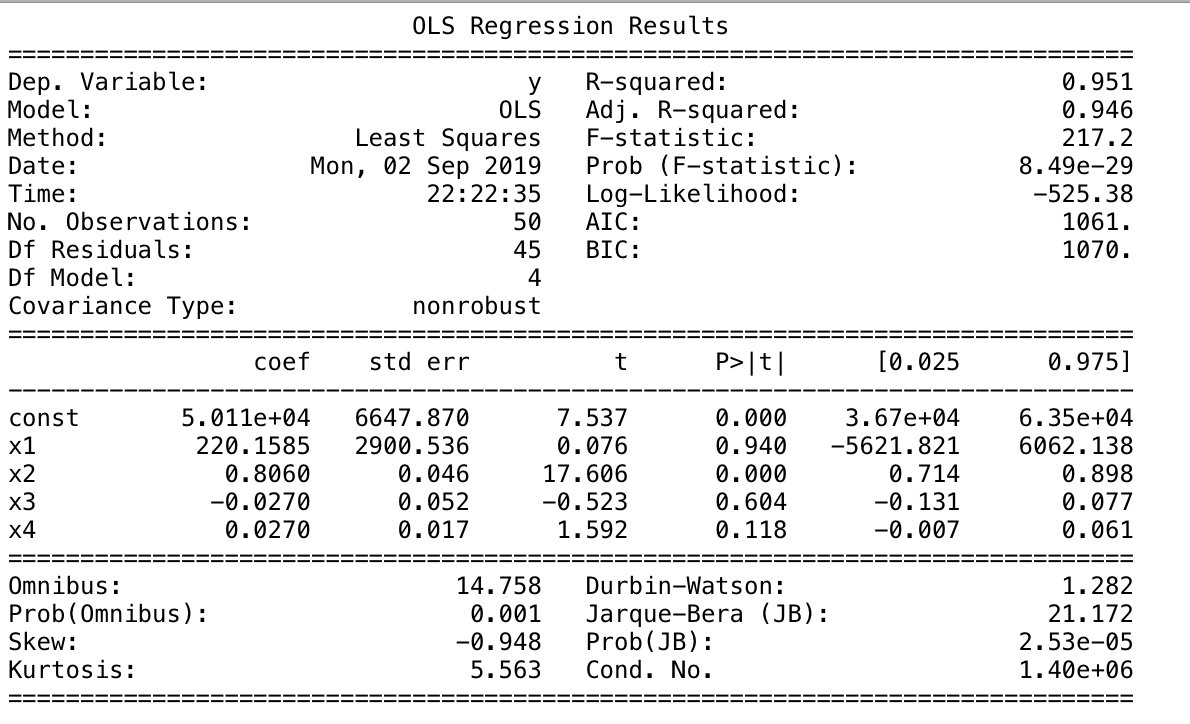 OLS Regression Results
==============================================================================
Dep. Variable:                      y   R-squared:                       0.951
Model:                            OLS   Adj. R-squared:                  0.946
Method:                 Least Squares   F-statistic:                     217.2
Date:                Mon, 02 Sep 2019   Prob (F-statistic):           8.49e-29
Time:                        22:22:35   Log-Likelihood:                -525.38
No. Observations:                  50   AIC:                             1061.
Df Residuals:                      45   BIC:                             1070.
Df Model:                           4
Covariance Type:            nonrobust
==============================================================================
                 coef    std err          t      P>|t|      [0.025      0.975]
------------------------------------------------------------------------------
const       5.011e+04   6647.870      7.537      0.000    3.67e+04    6.35e+04
x1           220.1585   2900.536      0.076      0.940   -5621.821    6062.138
x2             0.8060      0.046     17.606      0.000       0.714       0.898
x3            -0.0270      0.052     -0.523      0.604      -0.131       0.077
x4             0.0270      0.017      1.592      0.118      -0.007       0.061
==============================================================================
Omnibus:                       14.758   Durbin-Watson:                   1.282
Prob(Omnibus):                  0.001   Jarque-Bera (JB):               21.172
Skew:                          -0.948   Prob(JB):                     2.53e-05
Kurtosis:                       5.563   Cond. No.                     1.40e+06
==============================================================================